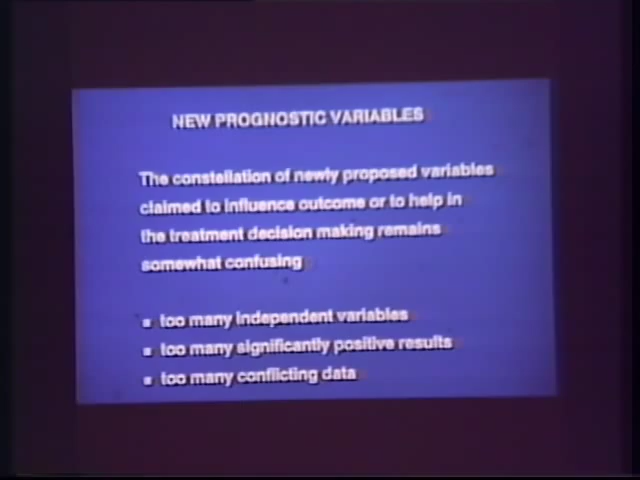 NEW PROGNOSTIC VARIABLES
The constellation of newly proposed variables
claimed to influence outcome or to help in
the treatment decision making remains
somewhat confusing
▪ too many independent variables
▪ too many significantly positive results
▪ too many conflicting data